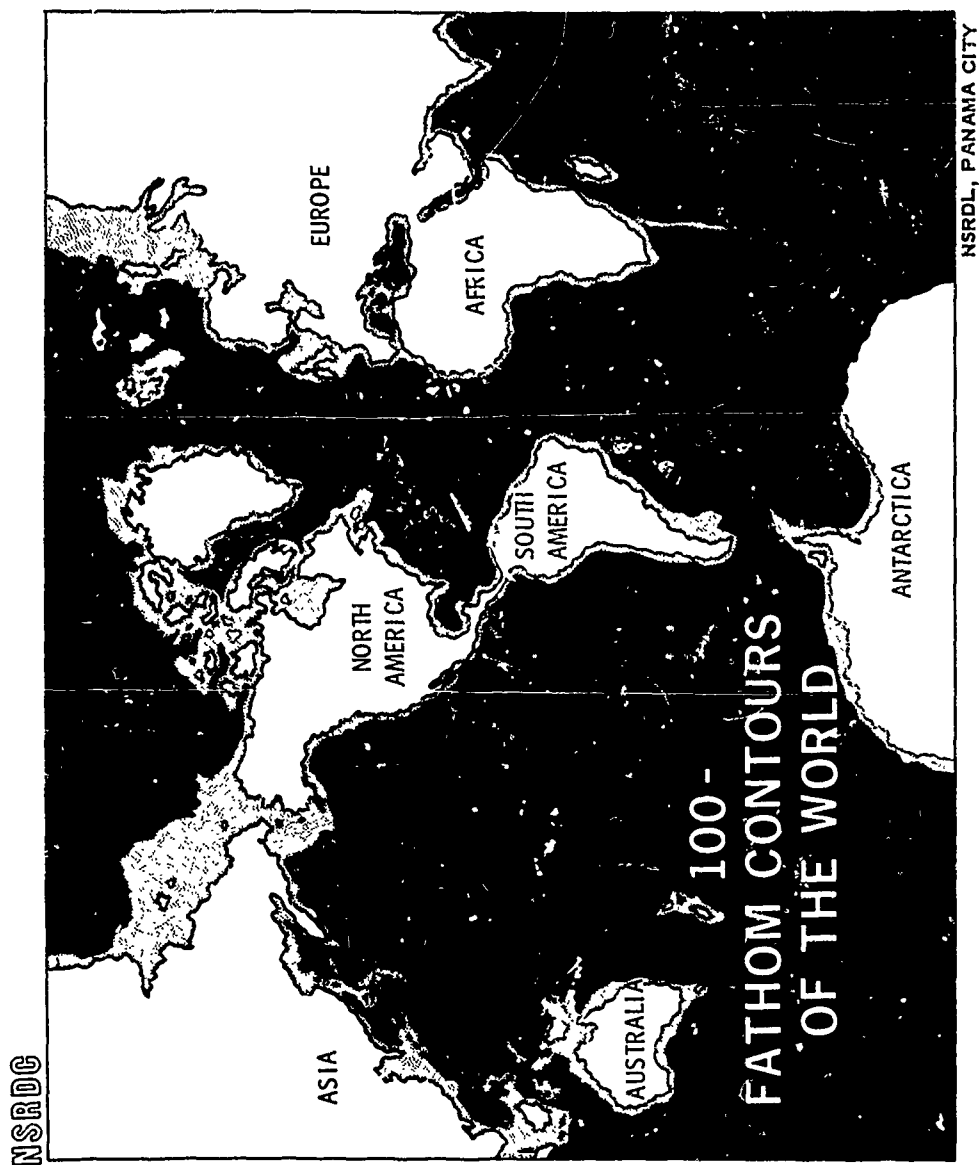 NSRDC
ASIA
NORTH
AMERICA
EUROPE
AFRICA
SOUTH
AMERICA
AUSTRALIA
ANTARCTICA
100-
FATHOM CONTOURS
OF THE WORLD
NSRDL, PANAMA CITY